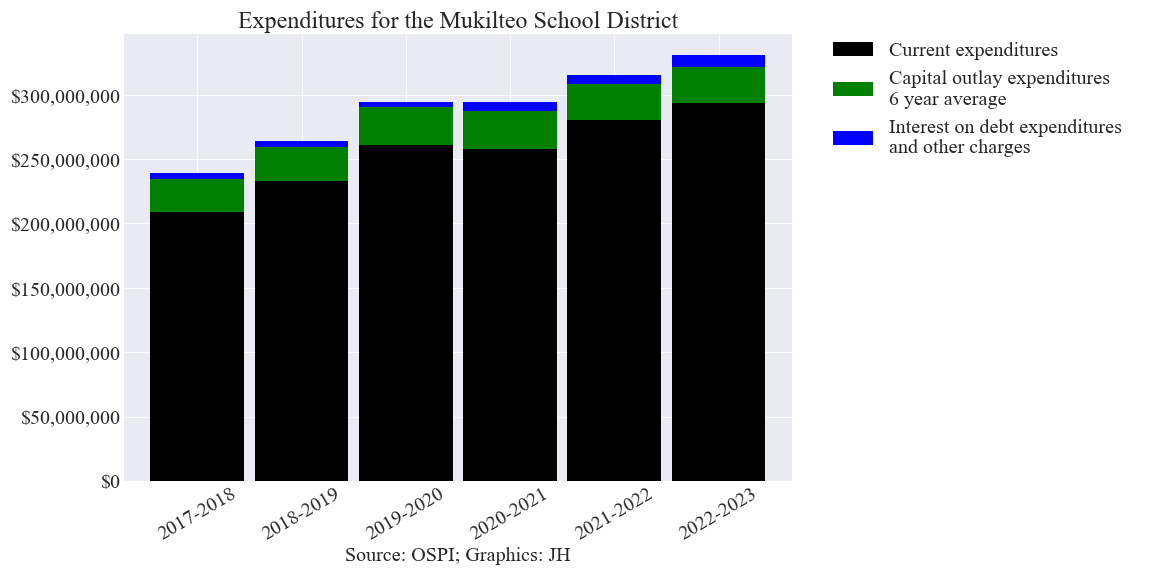 Expenditures for the Mukilteo School District
Current expenditures
Capital outlay expenditures
6 year average
Interest on debt expenditures
and other charges
$300,000,000
$250,000,000
$200,000,000
$150,000,000
$100,000,000
$50,000,000
$0
2017-2018
2018-2019
2019-2020
2020-2021
2021-2022
2022-2023
Source: OSPI; Graphics: JH